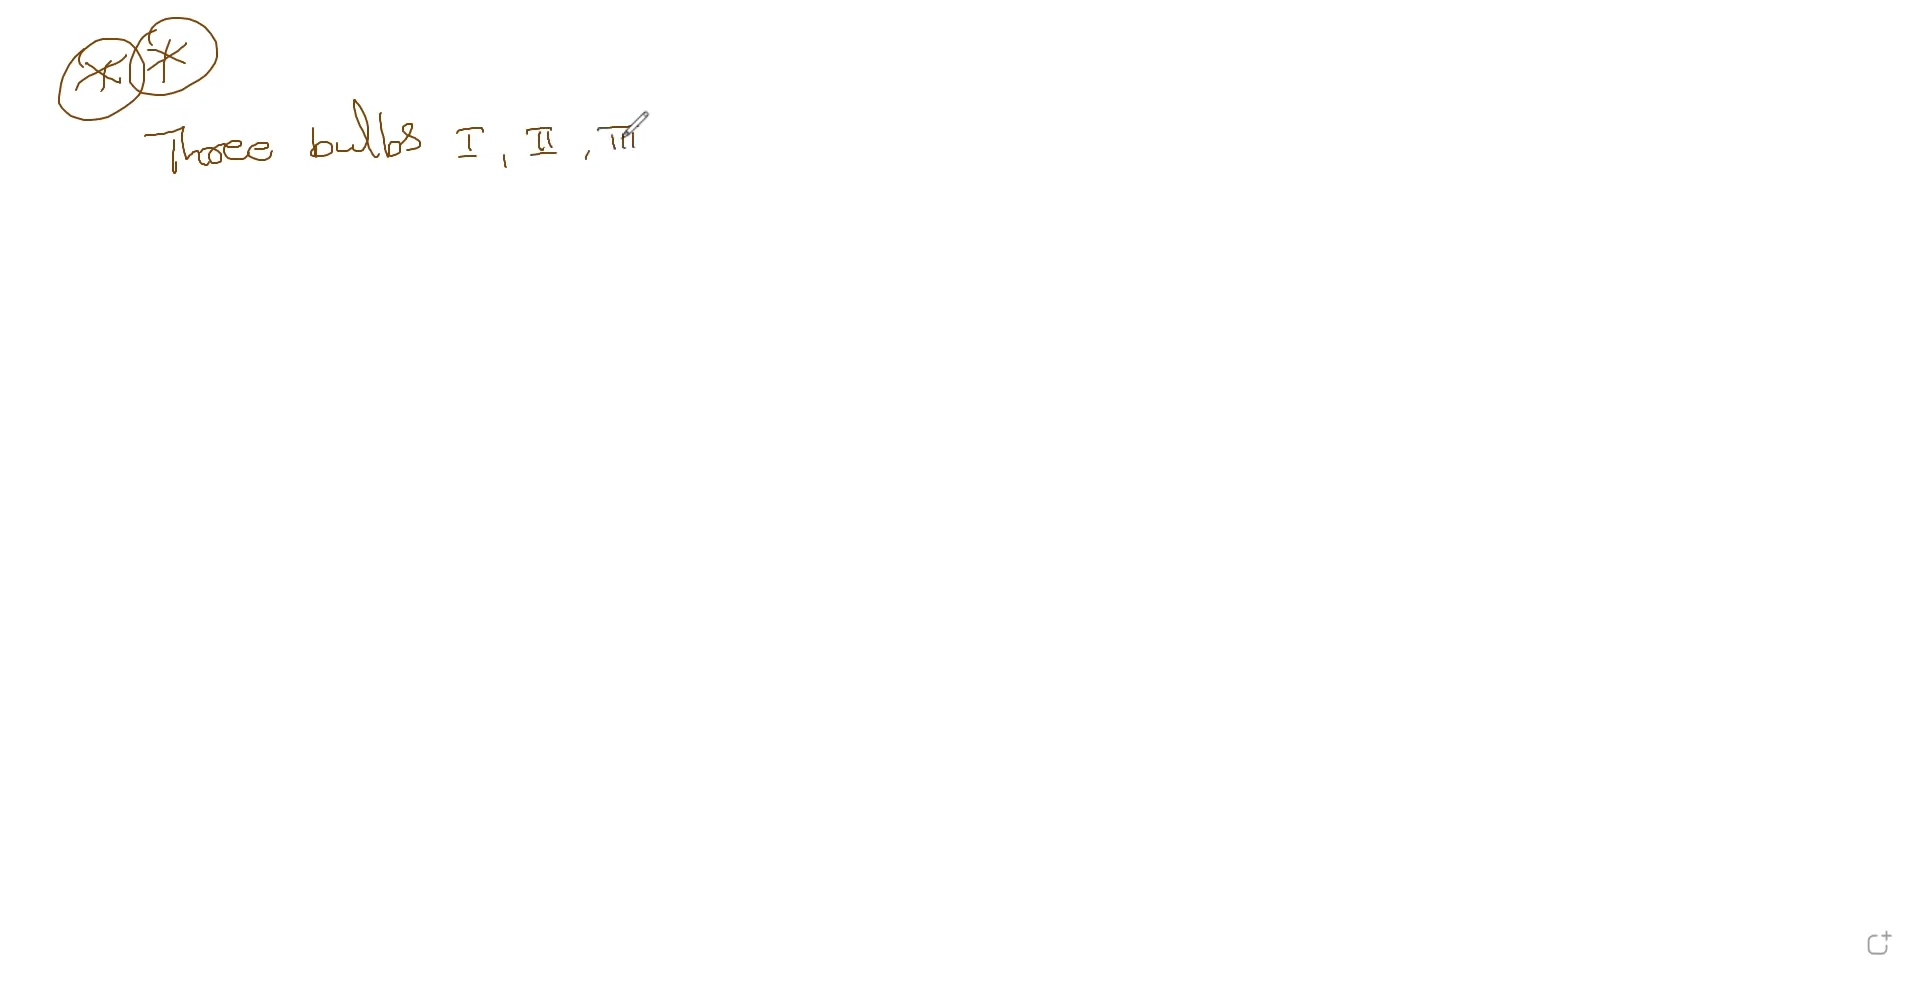 * *
Three bulbs I, II, III